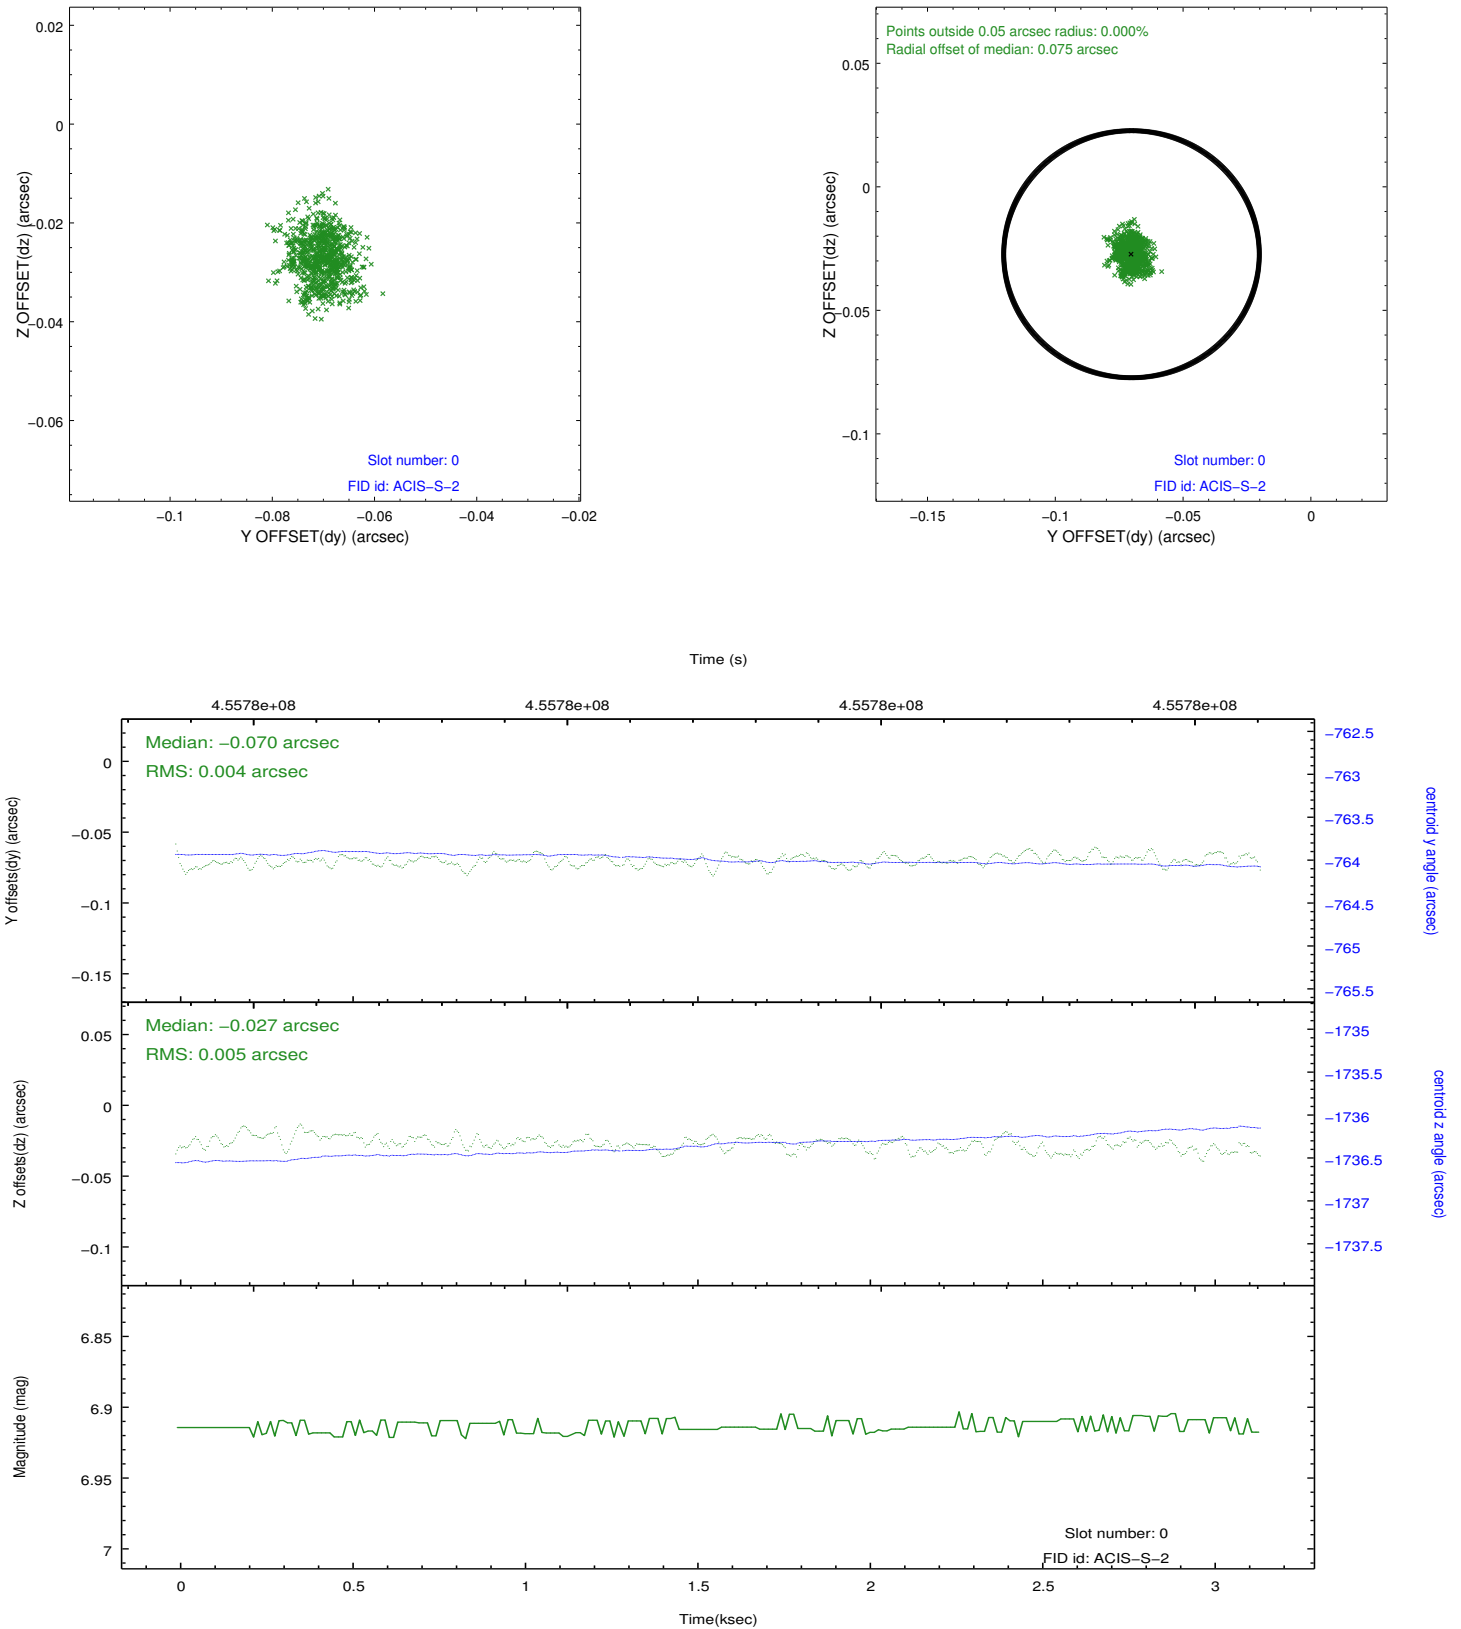 0.02
0
−0.02
−0.04
−0.06
Z OFFSET(dz) (arcsec)
Slot number: 0
FID id: ACIS−S−2
−0.1
−0.08
−0.06
−0.04
−0.02
Y OFFSET(dy) (arcsec)
Points outside 0.05 arcsec radius: 0.000%
Radial offset of median: 0.075 arcsec
0.05
0
−0.05
−0.1
Z OFFSET(dz) (arcsec)
Slot number: 0
FID id: ACIS−S−2
−0.15
−0.1
−0.05
0
Y OFFSET(dy) (arcsec)
Time (s)
4.5578e+08
4.5578e+08
4.5578e+08
4.5578e+08
Median: −0.070 arcsec
RMS: 0.004 arcsec
0
−0.05
−0.1
−0.15
Y offsets(dy) (arcsec)
−762.5
−763
−763.5
−764
−764.5
−765
−765.5
centroid y angle (arcsec)
Median: −0.027 arcsec
RMS: 0.005 arcsec
0.05
0
−0.05
−0.1
Z offsets(dz) (arcsec)
−1735
−1735.5
−1736
−1736.5
−1737
−1737.5
centroid z angle (arcsec)
6.85
6.9
6.95
7
Magnitude (mag)
Slot number: 0
FID id: ACIS−S−2
0
0.5
1
1.5
2
2.5
3
Time(ksec)